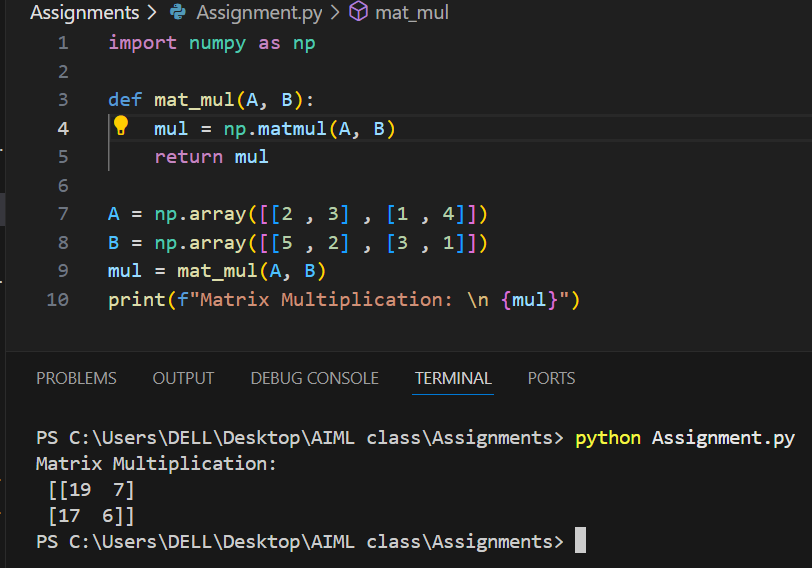 Assignments > Assignment.py > mat_mul
1 import numpy as np
2
3 def mat_mul(A, B):
4     mul = np.matmul(A, B)
5     return mul
6
7 A = np.array([[2 , 3] , [1 , 4]])
8 B = np.array([[5 , 2] , [3 , 1]])
9 mul = mat_mul(A, B)
10 print(f"Matrix Multiplication: \n {mul}")
PROBLEMS OUTPUT DEBUG CONSOLE TERMINAL PORTS
PS C:\Users\DELL\Desktop\AIML class\Assignments> python Assignment.py
Matrix Multiplication:
 [[19  7]
 [17  6]]
PS C:\Users\DELL\Desktop\AIML class\Assignments>